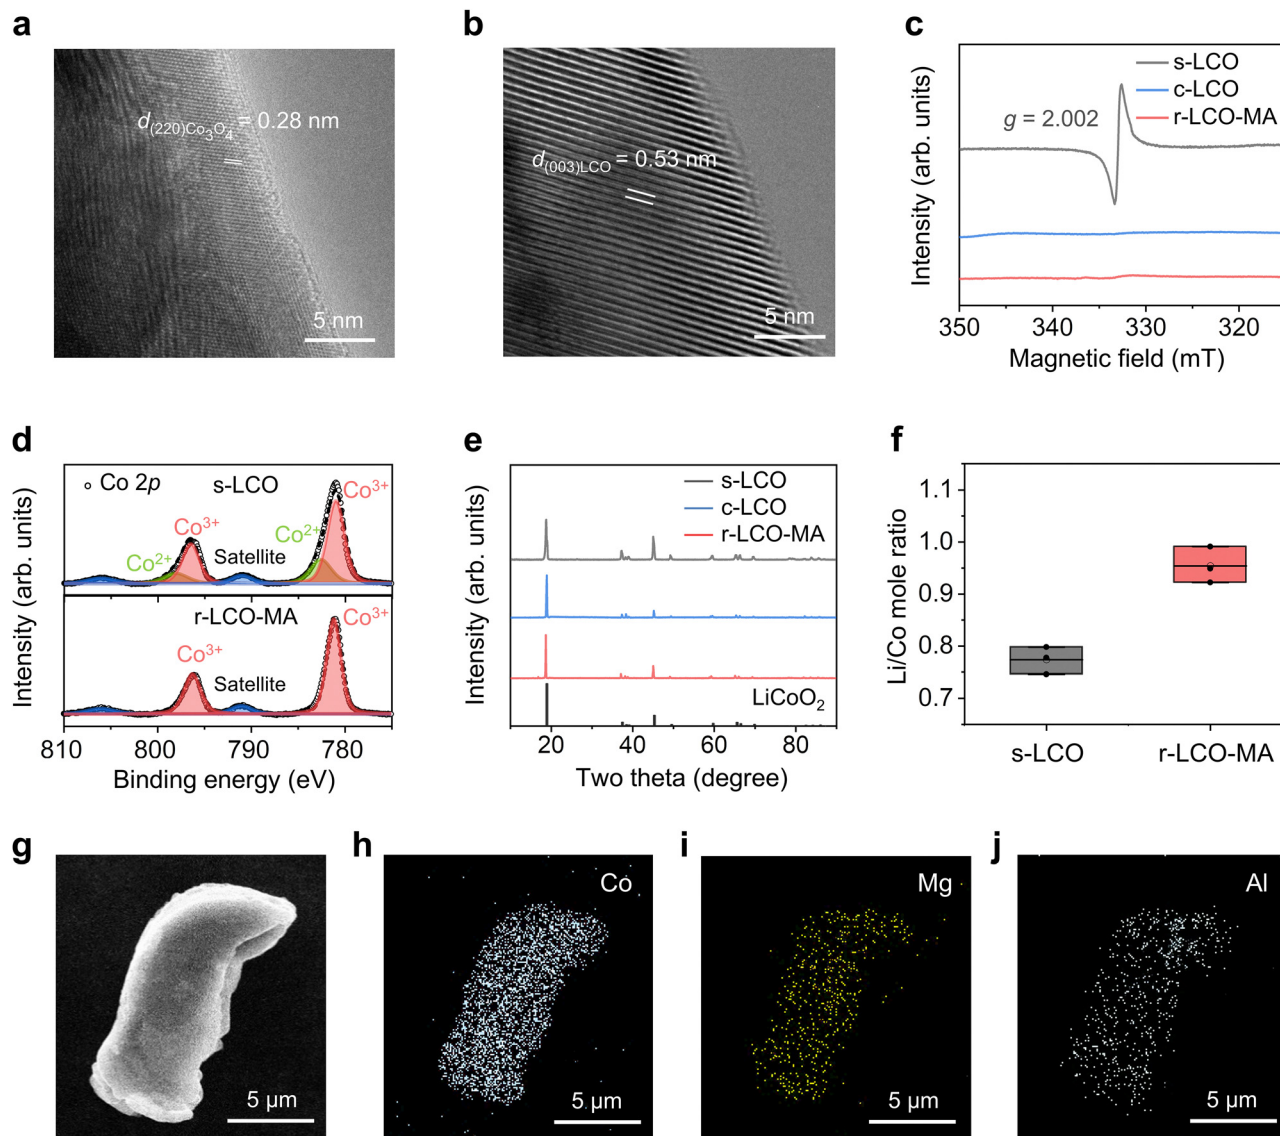 a
d(220)Co3O4 = 0.28 nm
5 nm
b
d(003)LCO = 0.53 nm
5 nm
c
s-LCO
c-LCO
r-LCO-MA
g = 2.002
Intensity (arb. units)
350 340 330 320
Magnetic field (mT)
d
Co 2p
s-LCO
Co3+
Co3+
Co2+
Co2+
Satellite
r-LCO-MA
Co3+
Co3+
Satellite
Intensity (arb. units)
810 800 790 780
Binding energy (eV)
e
s-LCO
c-LCO
r-LCO-MA
LiCoO2
Intensity (arb. units)
20 40 60 80
Two theta (degree)
f
1.1
1.0
0.9
0.8
0.7
Li/Co mole ratio
s-LCO r-LCO-MA
g
5 μm
h
Co
5 μm
i
Mg
5 μm
j
Al
5 μm